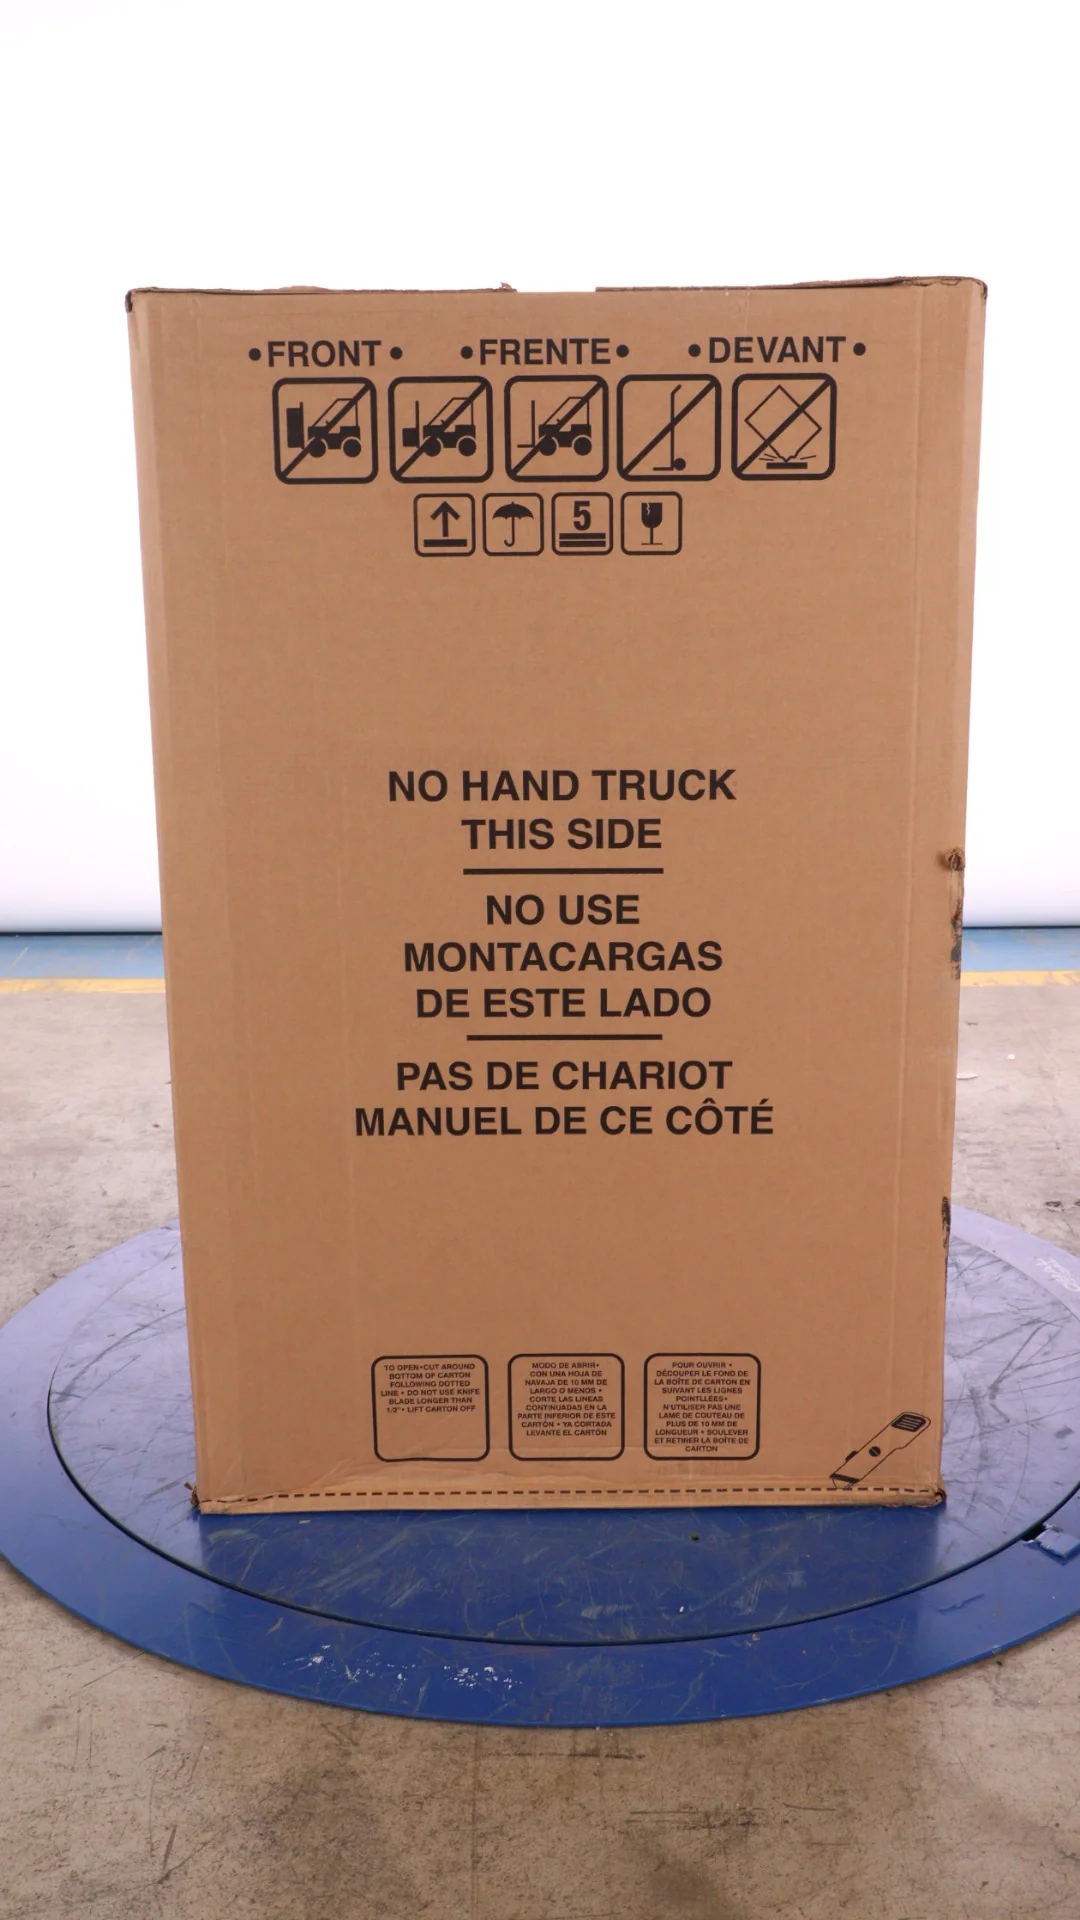 •FRONT• •FRENTE• •DEVANT•
5
NO HAND TRUCK
THIS SIDE
NO USE
MONTACARGAS
DE ESTE LADO
PAS DE CHARIOT
MANUEL DE CE CÔTÉ
TO OPEN•CUT AROUND
BOTTOM OF CARTON
FOLLOWING DOTTED
LINE • DO NOT USE KNIFE
BLADE LONGER THAN
1/2"• LIFT CARTON OFF
MODO DE ABRIR•
CON UNA HOJA DE
NAVAJA DE 10 MM DE
LARGO O MENOS •
CORTE LAS LINEAS
CONTINUADAS EN LA
PARTE INFERIOR DE ESTE
CARTÓN • YA CORTADA
LEVANTE EL CARTÓN
POUR OUVRIR •
DÉCOUPER LE FOND DE
LA BOÎTE DE CARTON EN
SUIVANT LES LIGNES
POINTLLÉES•
N'UTILISER PAS UNE
LAME DE COUTEAU DE
PLUS DE 10 MM DE
LONGUEUR • SOULEVER
ET RETIRER LA BOÎTE DE
CARTON